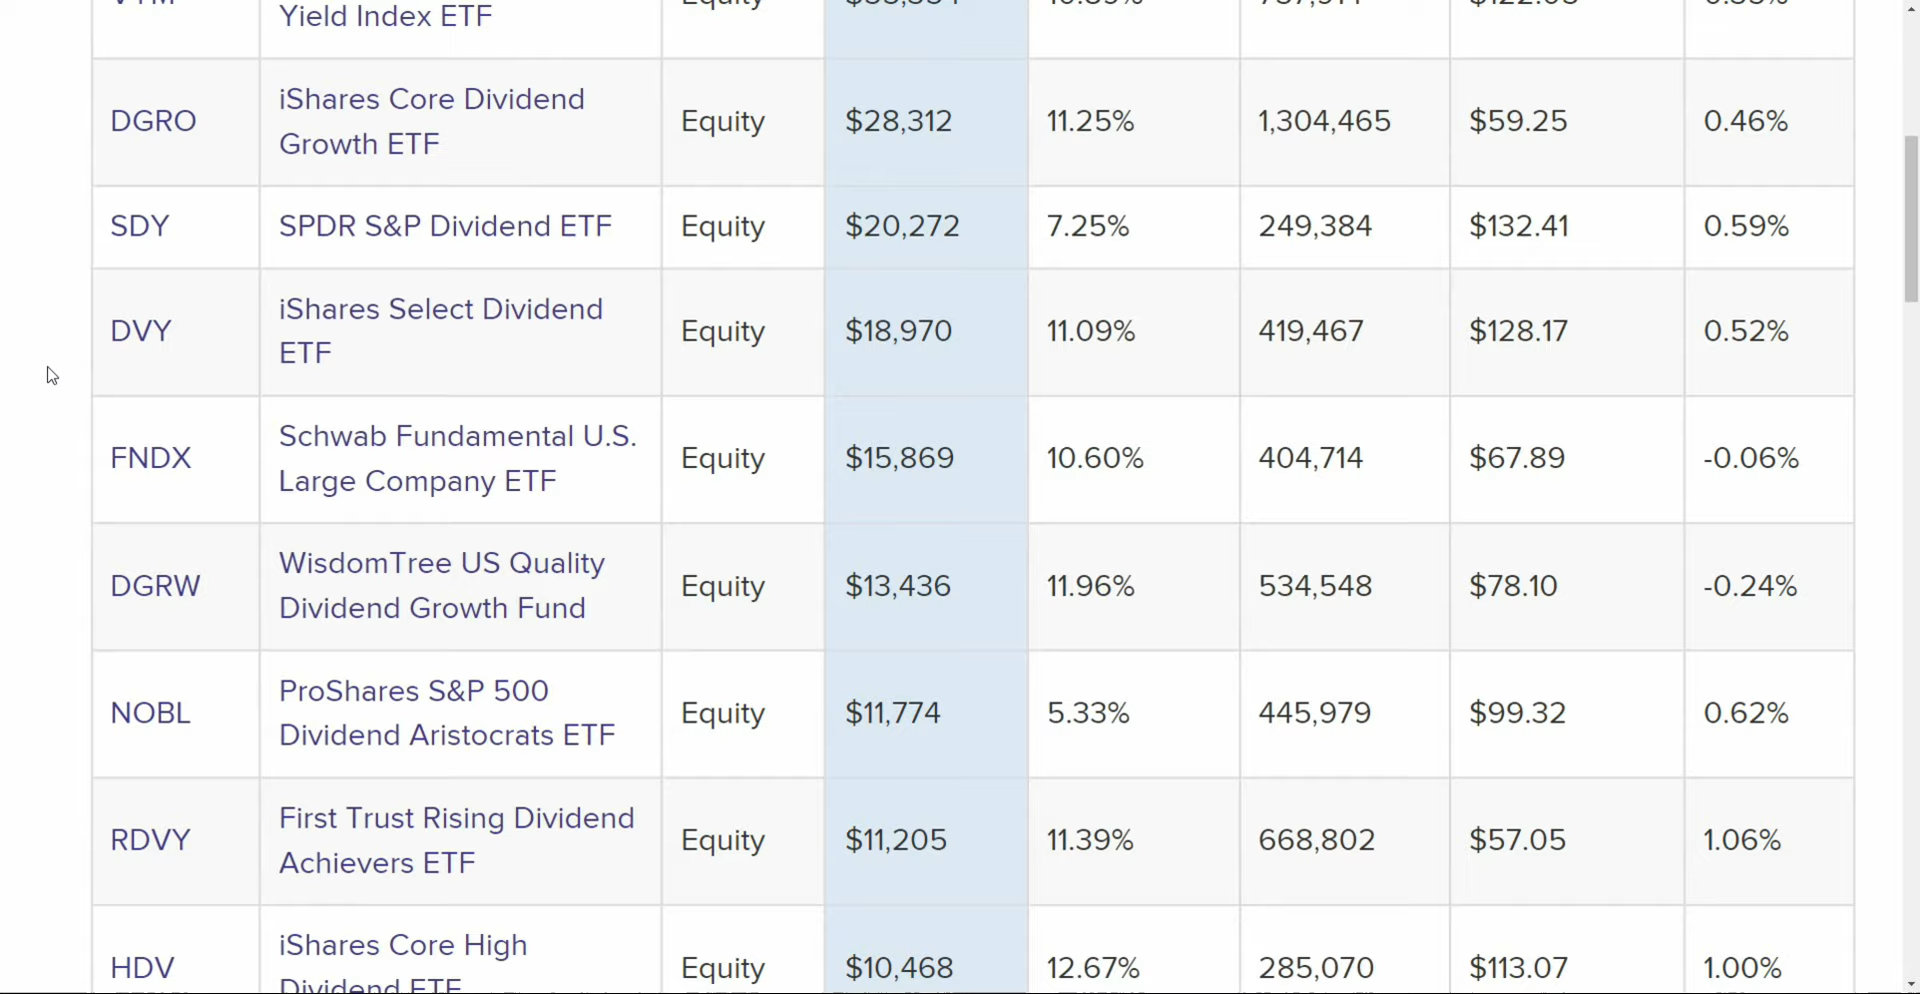 Yield Index ETF
Equity
DGRO
iShares Core Dividend
Growth ETF
Equity
$28,312
11.25%
1,304,465
$59.25
0.46%
SDY
SPDR S&P Dividend ETF
Equity
$20,272
7.25%
249,384
$132.41
0.59%
DVY
iShares Select Dividend
ETF
Equity
$18,970
11.09%
419,467
$128.17
0.52%
FNDX
Schwab Fundamental U.S.
Large Company ETF
Equity
$15,869
10.60%
404,714
$67.89
-0.06%
DGRW
WisdomTree US Quality
Dividend Growth Fund
Equity
$13,436
11.96%
534,548
$78.10
-0.24%
NOBL
ProShares S&P 500
Dividend Aristocrats ETF
Equity
$11,774
5.33%
445,979
$99.32
0.62%
RDVY
First Trust Rising Dividend
Achievers ETF
Equity
$11,205
11.39%
668,802
$57.05
1.06%
HDV
iShares Core High
Dividend ETF
Equity
$10,468
12.67%
285,070
$113.07
1.00%